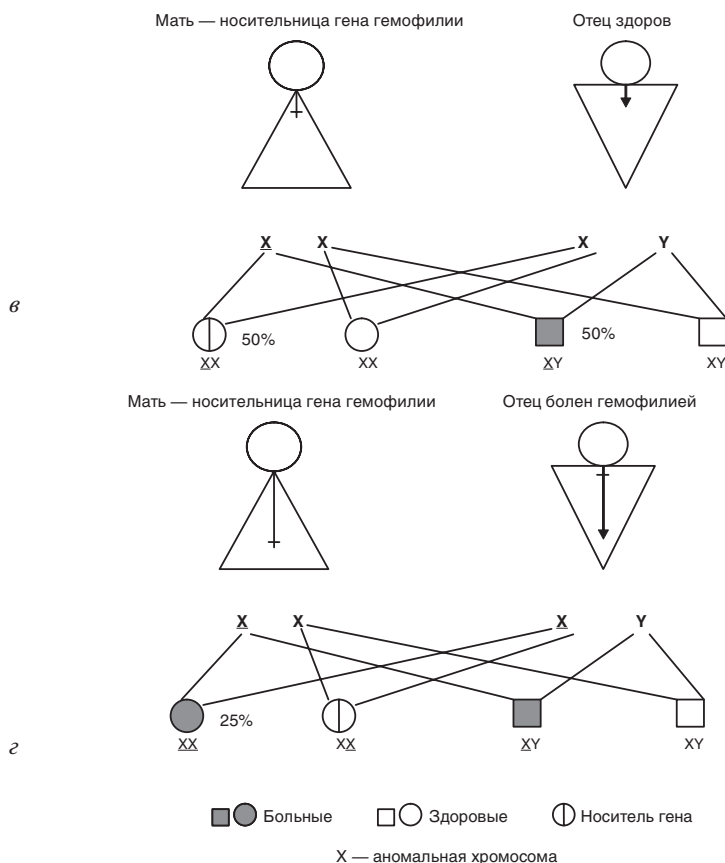 Мать — носительница гена гемофилии Отец здоров
X X X Y
в
50% 50%
XX XX XY XY
Мать — носительница гена гемофилии Отец болен гемофилией
X X X Y
25%
г
XX XX XY XY
Больные Здоровые Носитель гена
X — аномальная хромосома